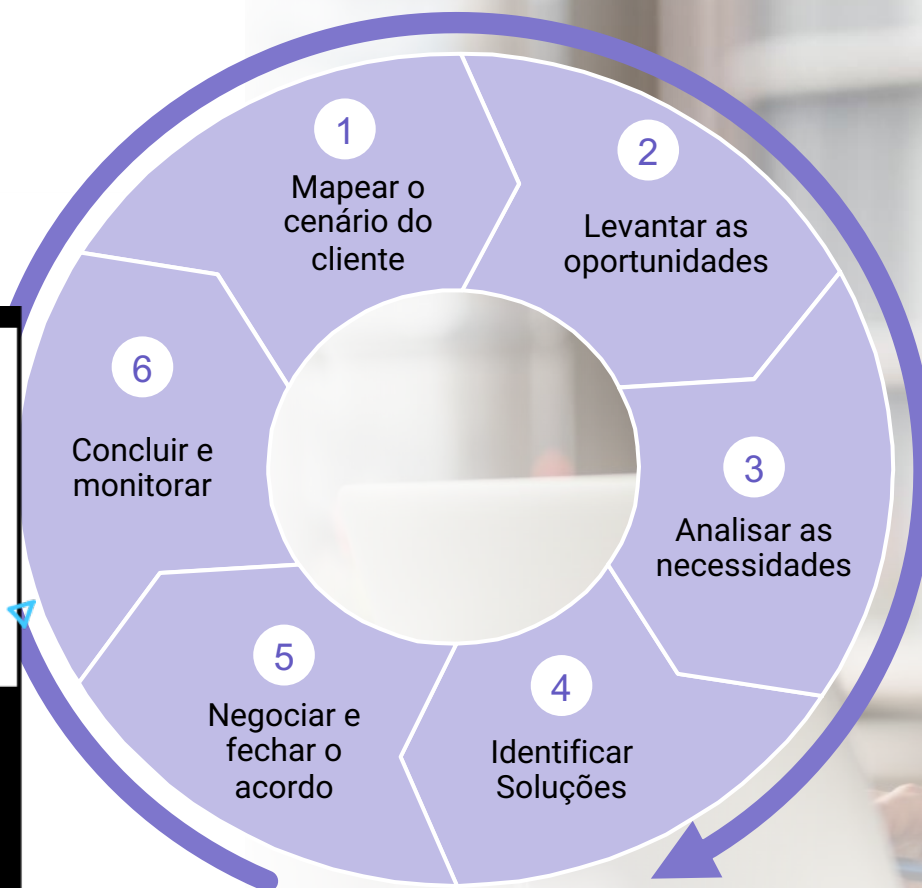 1
Mapear o
cenário do
cliente
2
Levantar as
oportunidades
3
Analisar as
necessidades
4
Identificar
Soluções
5
Negociar e
fechar o
acordo
6
Concluir e
monitorar